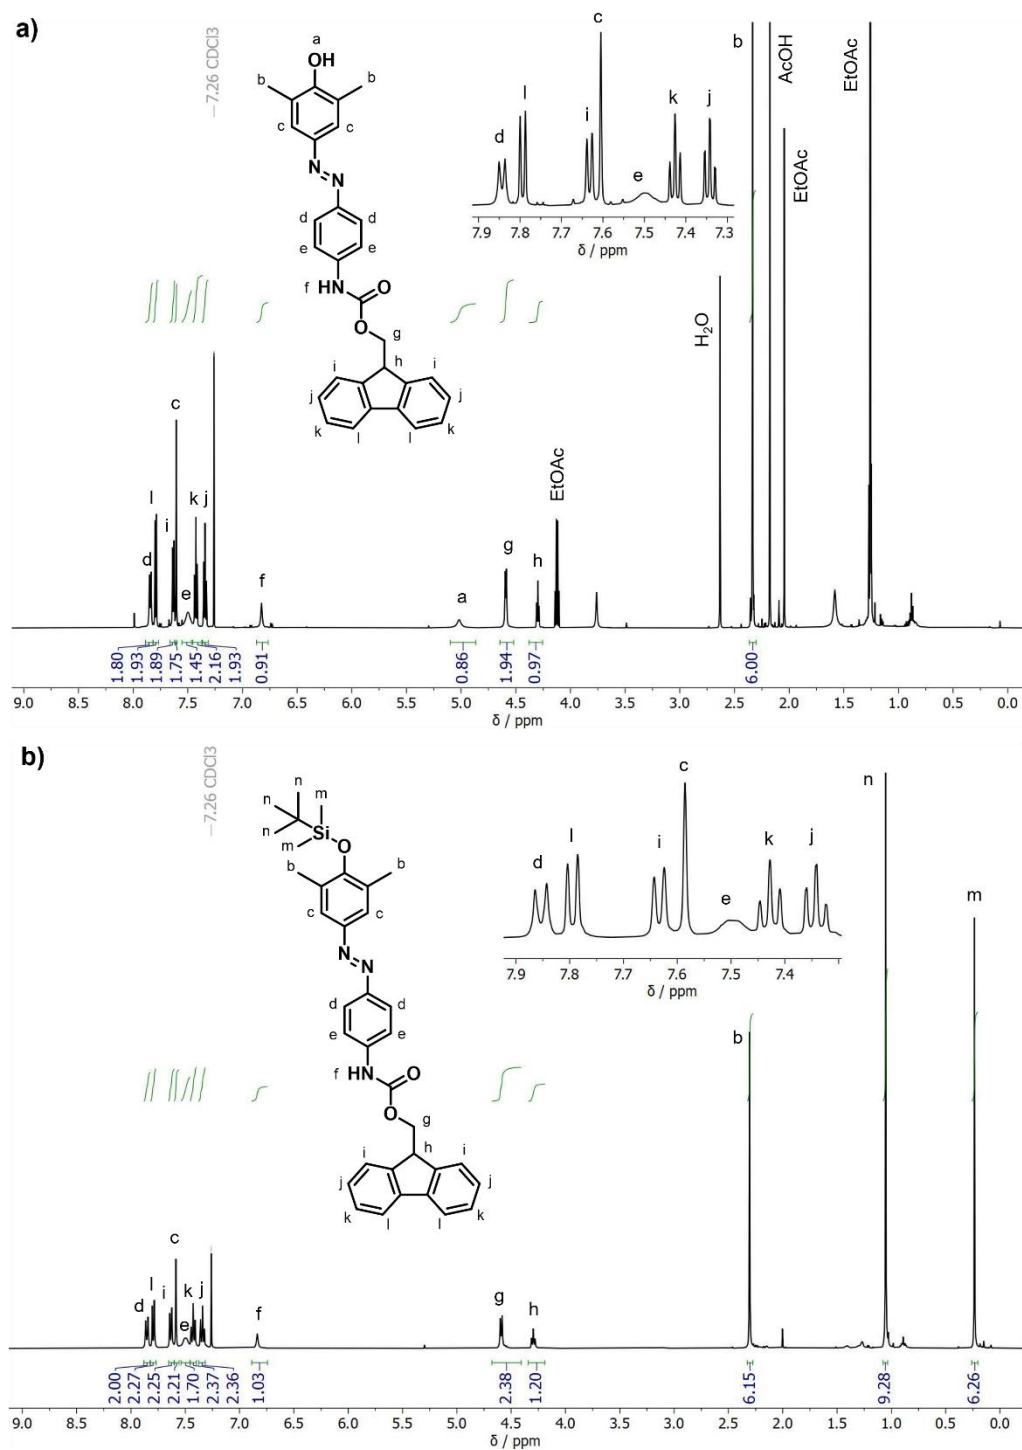 a)
—7.26 CDCl3
a
OH
b
b
c
c
N
N
d
d
e
e
f
HN
O
O
g
h
i
i
j
j
k
k
l
l
d
l
i
c
e
k
j
7.9 7.8 7.7 7.6 7.5 7.4 7.3
δ / ppm
b
AcOH
EtOAc
EtOAc
H2O
EtOAc
c
l
i
d
e
k
j
f
a
g
h
1.80
1.93
1.89
1.75
1.45
2.16
1.93
0.91
0.86
1.94
0.97
6.00
9.0 8.5 8.0 7.5 7.0 6.5 6.0 5.5 5.0 4.5 4.0 3.5 3.0 2.5 2.0 1.5 1.0 0.5 0.0
δ / ppm
b)
—7.26 CDCl3
n
n
n
m
m
Si
O
b
b
c
c
N
N
d
d
e
e
f
HN
O
O
g
h
i
i
j
j
k
k
l
l
d
l
i
c
e
k
j
7.9 7.8 7.7 7.6 7.5 7.4
δ / ppm
n
m
b
c
l
i
d
e
k
j
f
g
h
2.00
2.27
2.25
2.21
1.70
2.37
2.36
1.03
2.38
1.20
6.15
9.28
6.26
9.0 8.5 8.0 7.5 7.0 6.5 6.0 5.5 5.0 4.5 4.0 3.5 3.0 2.5 2.0 1.5 1.0 0.5 0.0
δ / ppm